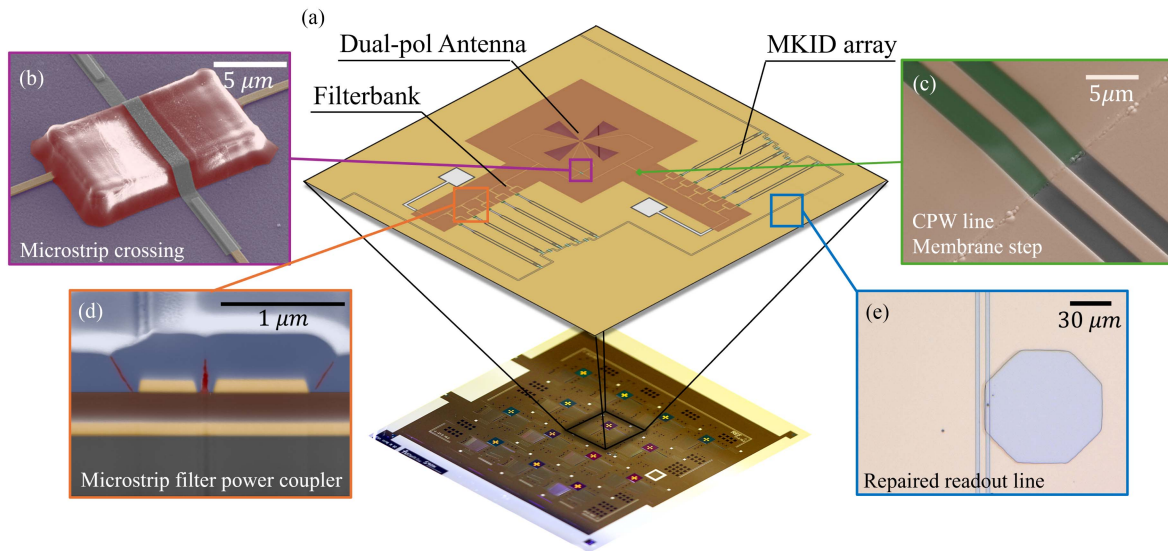 (a)
Dual-pol Antenna
MKID array
Filterbank
(b)
5 μm
Microstrip crossing
(c)
5μm
CPW line
Membrane step
(d)
1 μm
Microstrip filter power coupler
(e)
30 μm
Repaired readout line